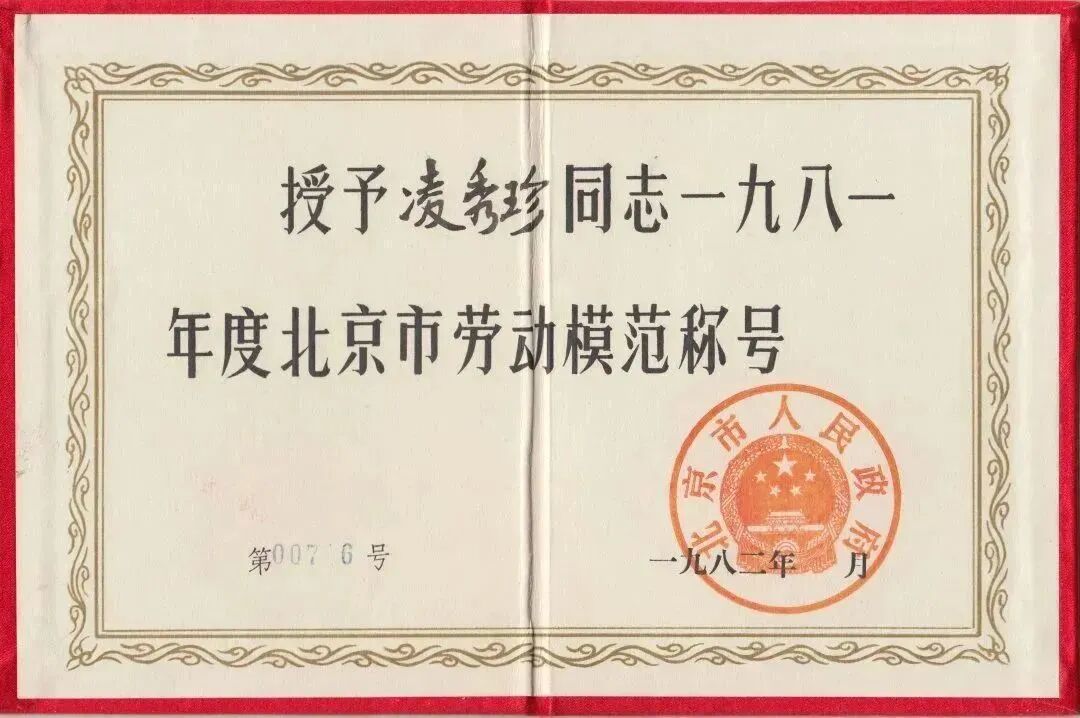 授予凌秀珍同志一九八一
年度北京市劳动模范称号
北京市人民政府
第007 6号
一九八二年 月